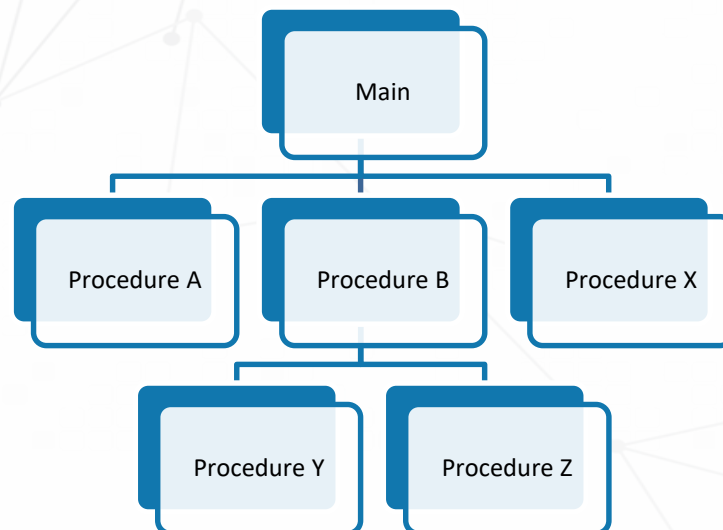 Main
Procedure A
Procedure B
Procedure X
Procedure Y
Procedure Z